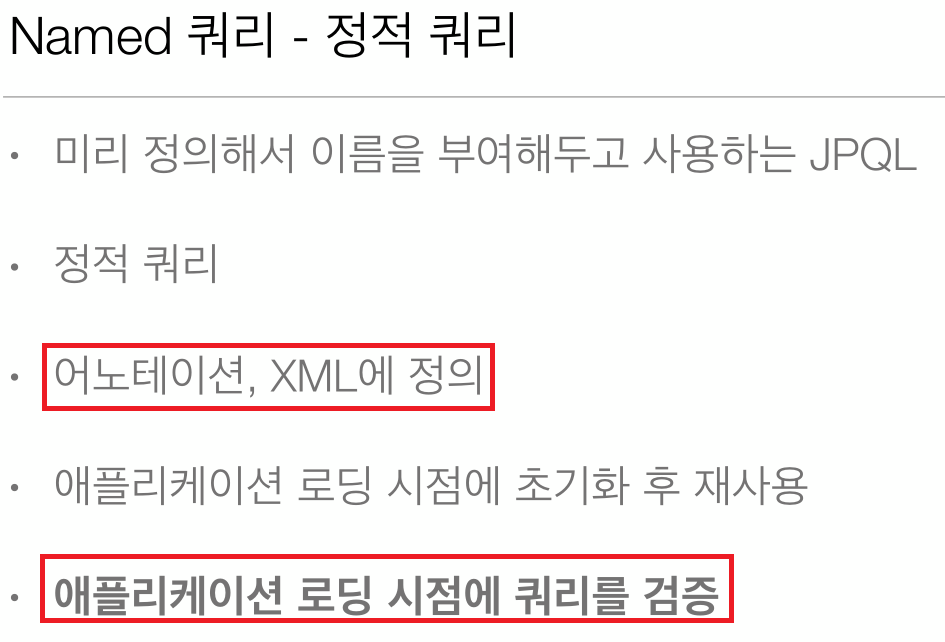 Named 쿼리 - 정적 쿼리
• 미리 정의해서 이름을 부여해두고 사용하는 JPQL
• 정적 쿼리
• 어노테이션, XML에 정의
• 애플리케이션 로딩 시점에 초기화 후 재사용
• 애플리케이션 로딩 시점에 쿼리를 검증